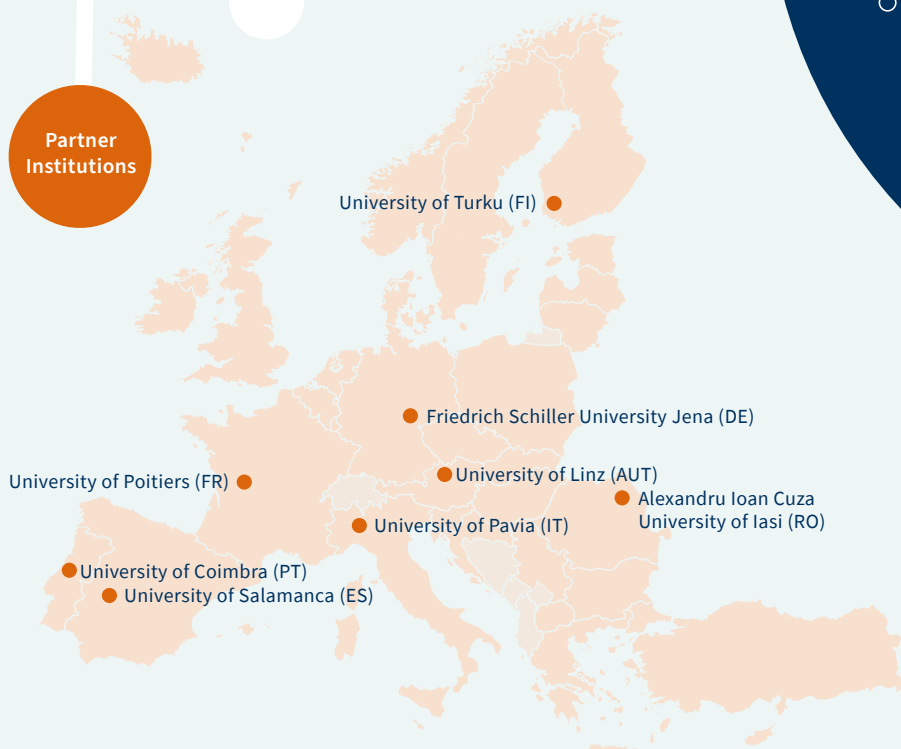 Partner
Institutions
University of Turku (FI)
Friedrich Schiller University Jena (DE)
University of Linz (AUT)
University of Poitiers (FR)
Alexandru Ioan Cuza
University of Iasi (RO)
University of Pavia (IT)
University of Coimbra (PT)
University of Salamanca (ES)